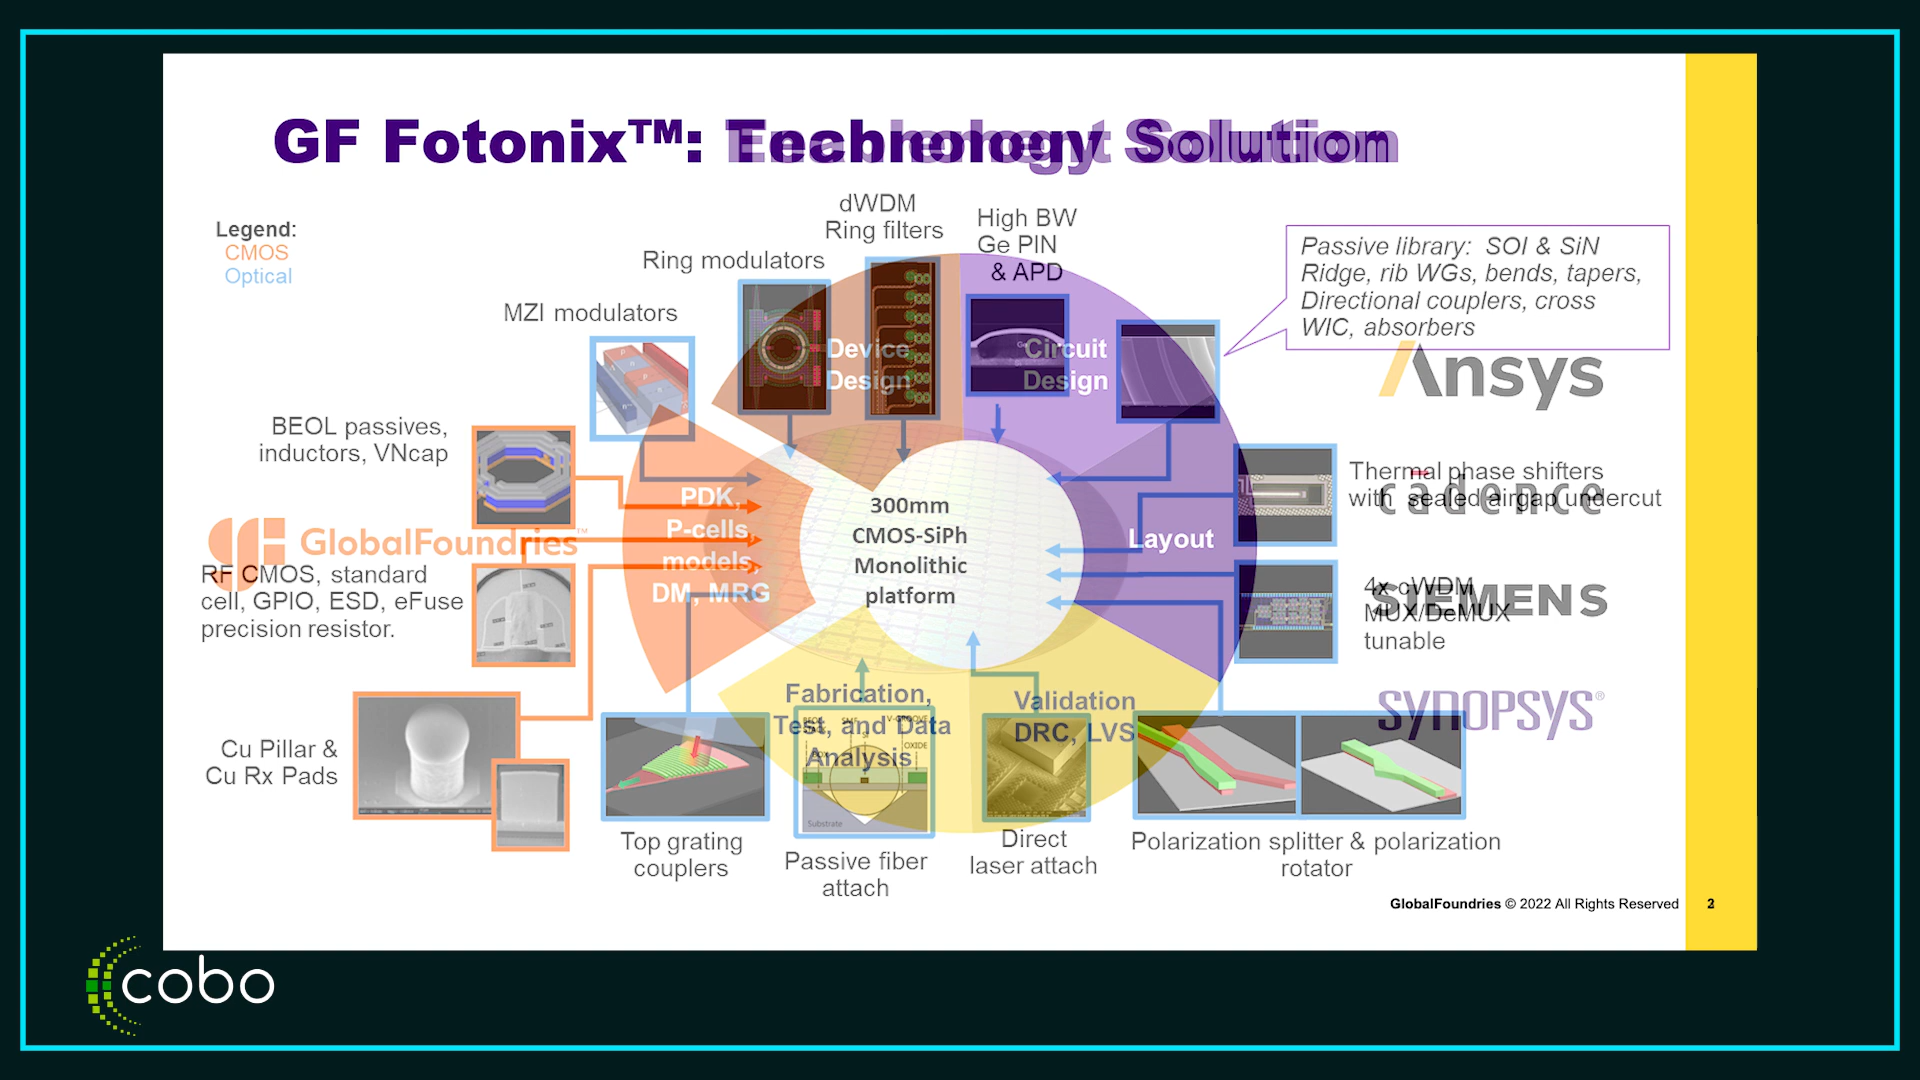 GF Fotonix™: Technology Solution
Legend:
CMOS
Optical
dWDM
Ring filters
High BW
Ge PIN
& APD
Ring modulators
MZI modulators
Passive library: SOI & SiN
Ridge, rib WGs, bends, tapers,
Directional couplers, cross
WIC, absorbers
Device
Design
Circuit
Design
Ansys
BEOL passives,
inductors, VNcap
Thermal phase shifters
with sealed airgap undercut
cādence
PDK,
P-cells
models,
DM, MRG
300mm
CMOS-SiPh
Monolithic
platform
Layout
GlobalFoundries™
RF CMOS, standard
cell, GPIO, ESD, eFuse
precision resistor.
4x cWDM
MUX/DeMUX
tunable
SIEMENS
Fabrication,
Test, and Data
Analysis
Validation
DRC, LVS
SYNOPSYS®
Cu Pillar &
Cu Rx Pads
V-GROOVE
OXIDE
Substrate
Top grating
couplers
Passive fiber
attach
Direct
laser attach
Polarization splitter & polarization
rotator
GlobalFoundries © 2022 All Rights Reserved
cobo